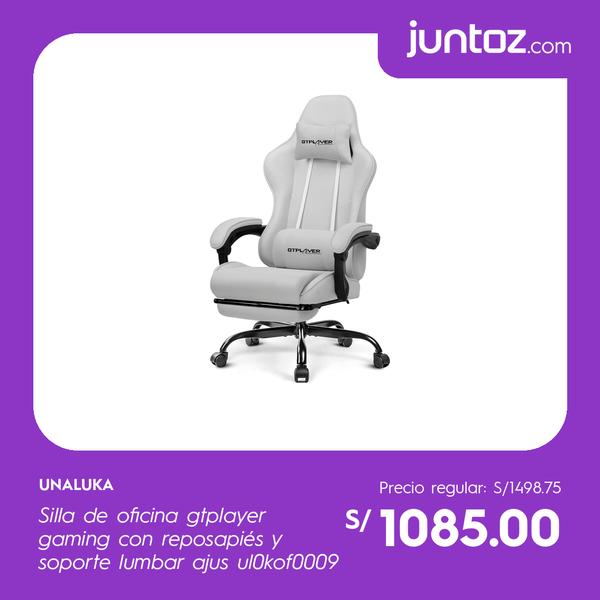 juntoz.com
GTPLAYER
GTPLAYER
UNALUKA
Silla de oficina gtplayer
gaming con reposapiés y
soporte lumbar ajus ul0kof0009
Precio regular: S/1498.75
S/ 1085.00